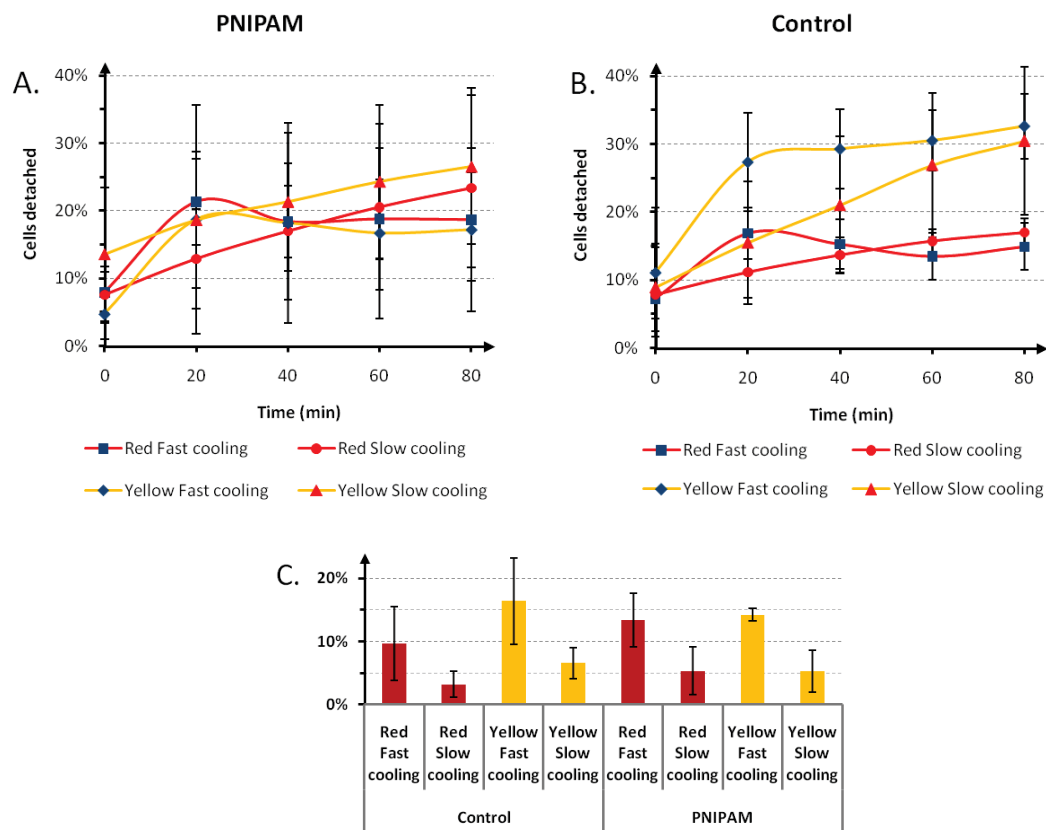 PNIPAM
Control
A.
Cells detached
40%
30%
20%
10%
0%
0 20 40 60 80
Time (min)
Red Fast cooling
Red Slow cooling
Yellow Fast cooling
Yellow Slow cooling
B.
Cells detached
40%
30%
20%
10%
0%
0 20 40 60 80
Time (min)
Red Fast cooling
Red Slow cooling
Yellow Fast cooling
Yellow Slow cooling
C.
20%
10%
0%
Red Fast cooling
Red Slow cooling
Yellow Fast cooling
Yellow Slow cooling
Red Fast cooling
Red Slow cooling
Yellow Fast cooling
Yellow Slow cooling
Control
PNIPAM